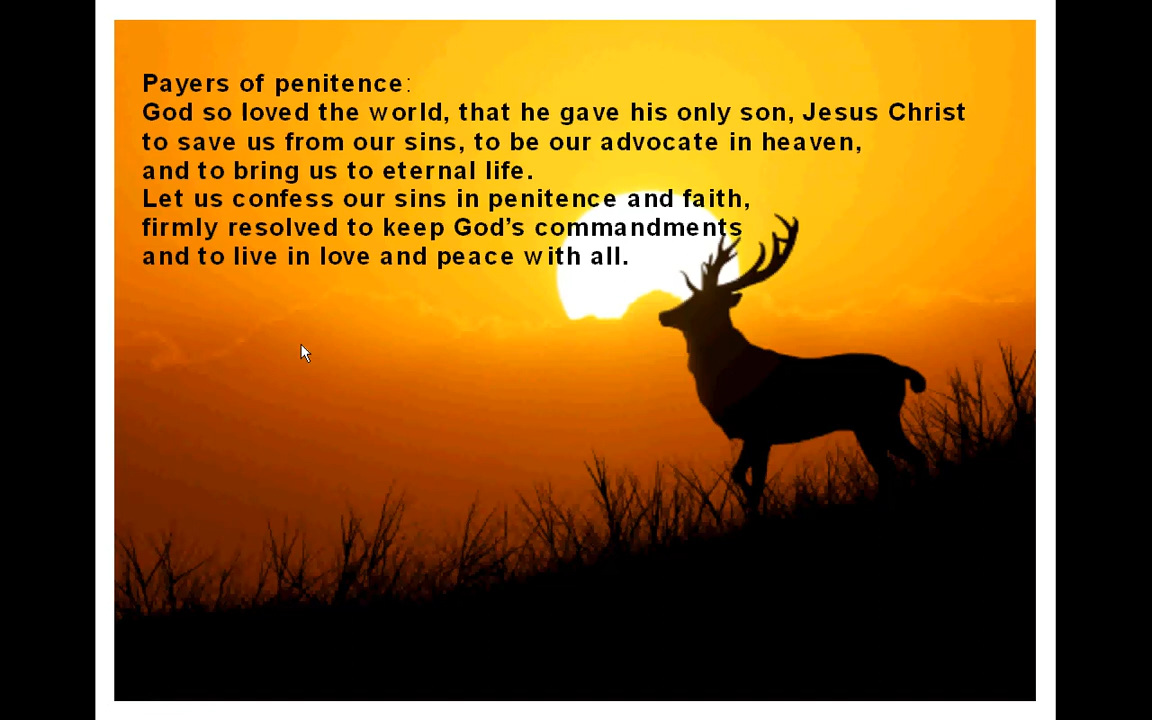 Payers of penitence:
God so loved the world, that he gave his only son, Jesus Christ
to save us from our sins, to be our advocate in heaven,
and to bring us to eternal life.
Let us confess our sins in penitence and faith,
firmly resolved to keep God’s commandments
and to live in love and peace with all.